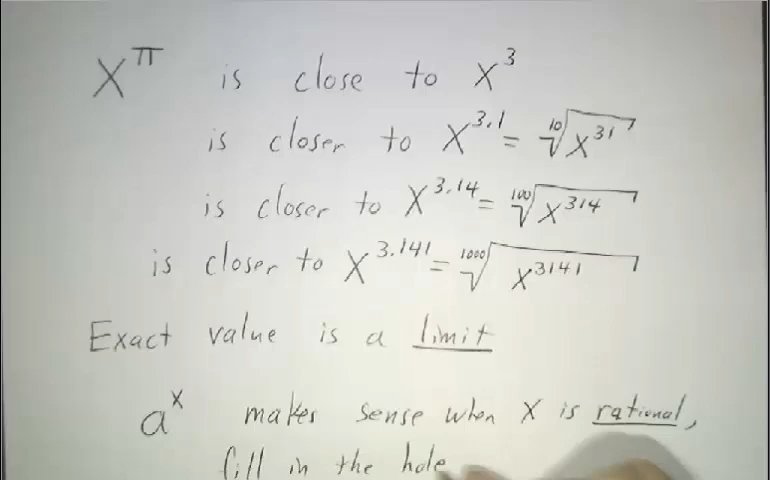 X^π is close to X^3
is closer to X^3.1 = ¹⁰√X^31
is closer to X^3.14 = ¹⁰⁰√X^314
is closer to X^3.141 = ¹⁰⁰⁰√X^3141
Exact value is a limit
a^x makes sense when X is rational,
fill in the hole